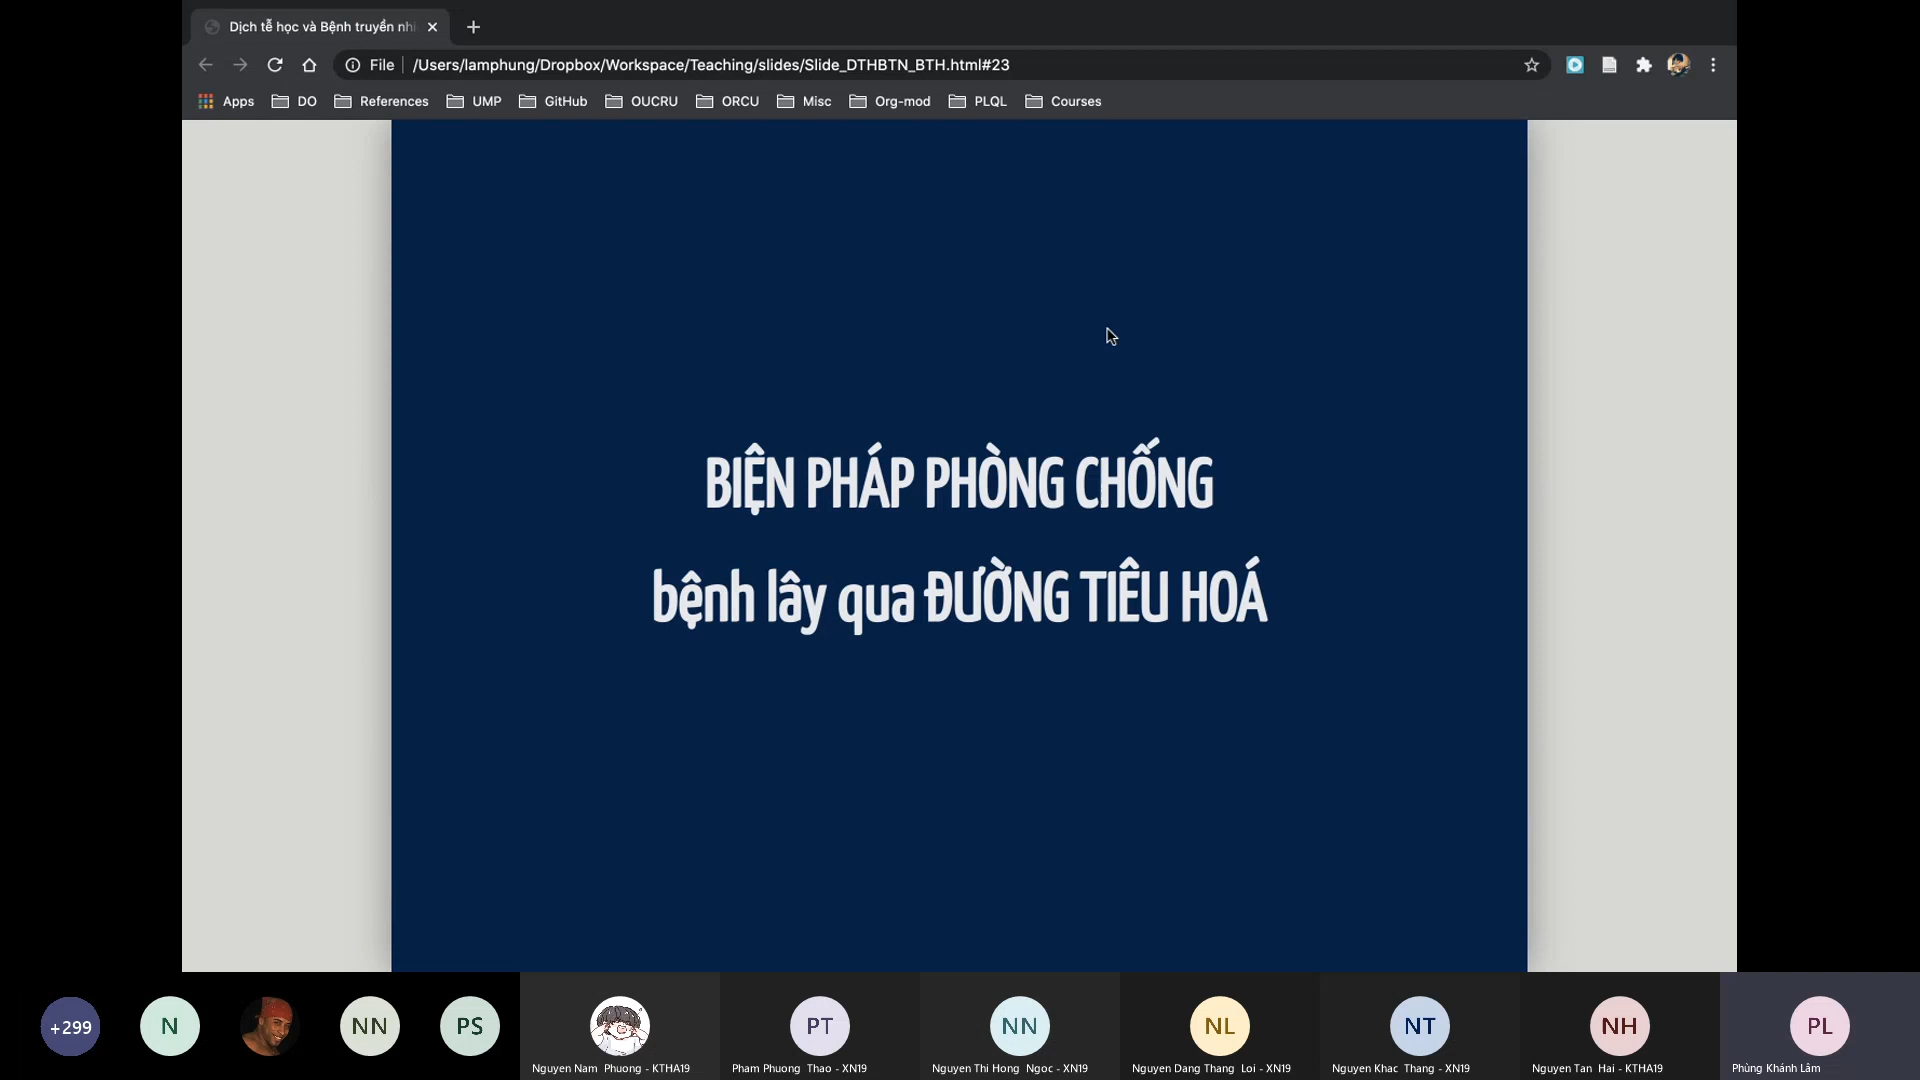 Dịch tễ học và Bệnh truyền nhi
File
/Users/lamphung/Dropbox/Workspace/Teaching/slides/Slide_DTHBTN_BTH.html#23
Apps DO References UMP GitHub OUCRU ORCU Misc Org-mod PLQL Courses
BIỆN PHÁP PHÒNG CHỐNG
bệnh lây qua ĐƯỜNG TIÊU HOÁ
+299 N NN PS PT NN NL NT NH PL
Nguyen Nam Phuong - KTHA19
Pham Phuong Thao - XN19
Nguyen Thi Hong Ngoc - XN19
Nguyen Dang Thang Loi - XN19
Nguyen Khac Thang - XN19
Nguyen Tan Hai - KTHA19
Phùng Khánh Lâm